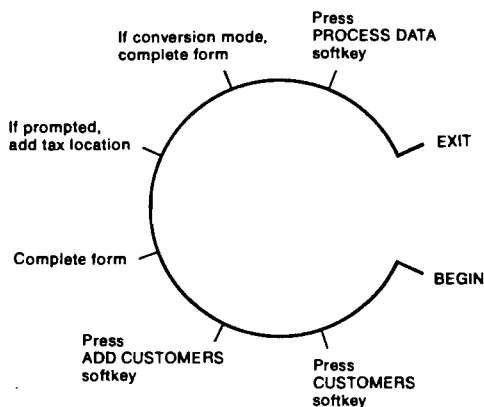 Press
PROCESS DATA
softkey
If conversion mode,
complete form
If prompted,
add tax location
EXIT
Complete form
BEGIN
Press
ADD CUSTOMERS
softkey
Press
CUSTOMERS
softkey